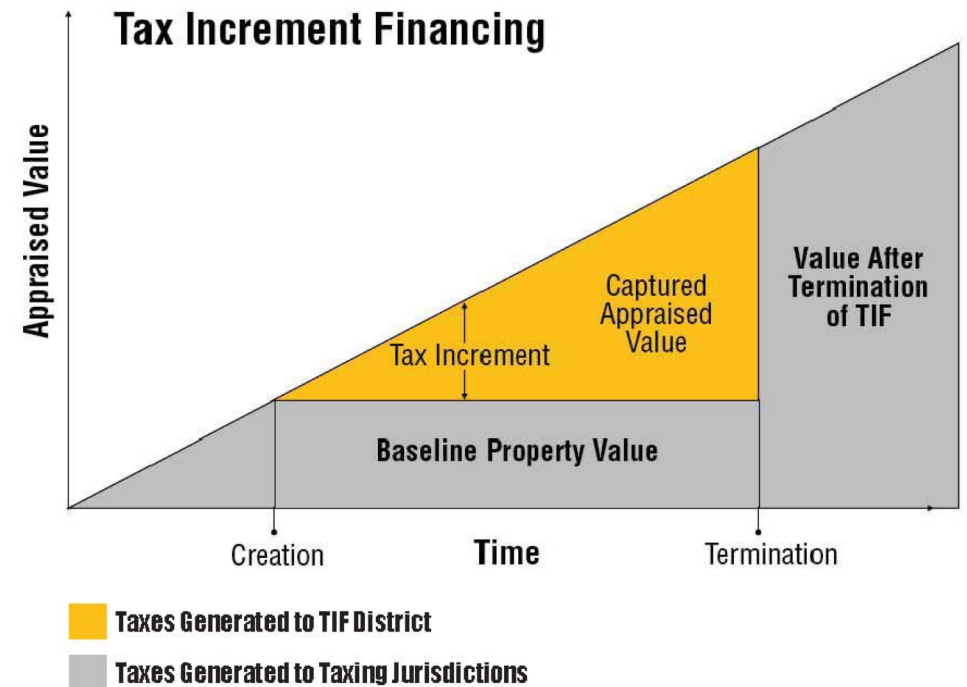 Tax Increment Financing
Appraised Value
Captured
Appraised
Value
Tax Increment
Value After
Termination
of TIF
Baseline Property Value
Creation
Time
Termination
Taxes Generated to TIF District
Taxes Generated to Taxing Jurisdictions